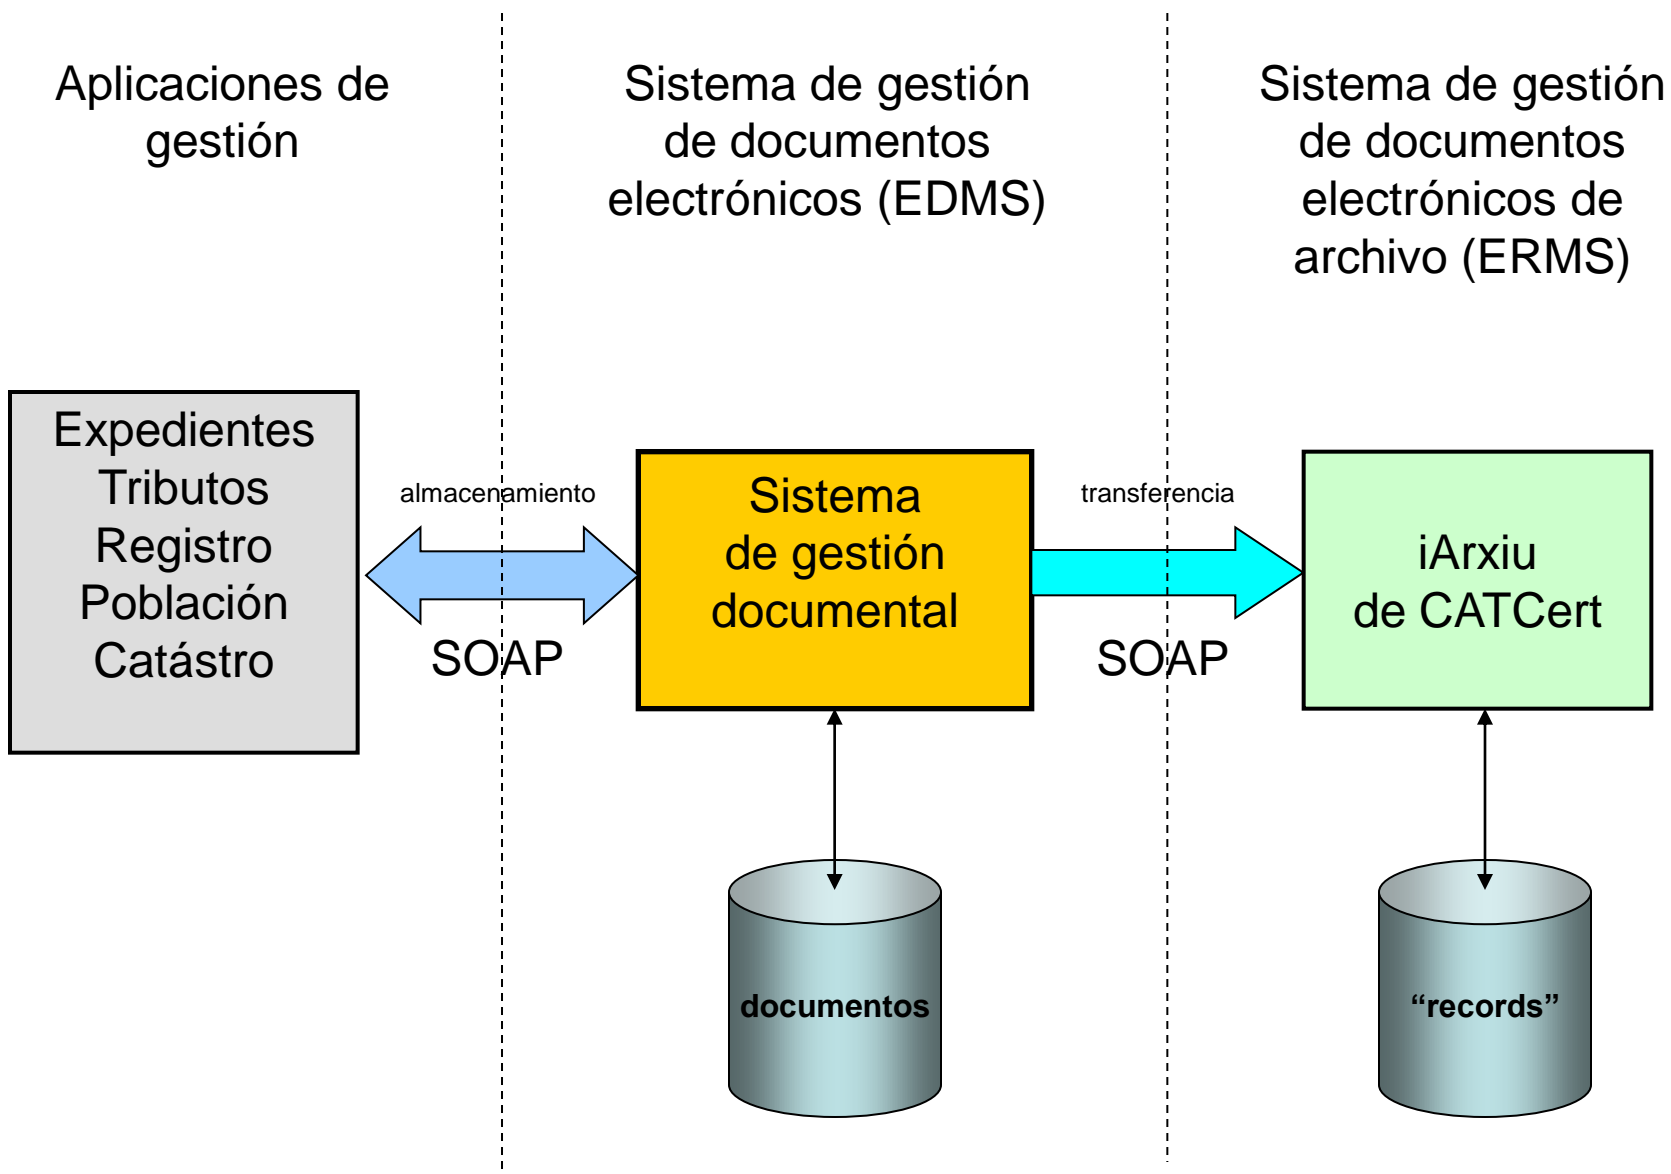 Aplicaciones de
gestión
Sistema de gestión
de documentos
electrónicos (EDMS)
Sistema de gestión
de documentos
electrónicos de
archivo (ERMS)
Expedientes
Tributos
Registro
Población
Catástro
almacenamiento
SOAP
Sistema
de gestión
documental
transferencia
SOAP
iArxiu
de CATCert
documentos
“records”